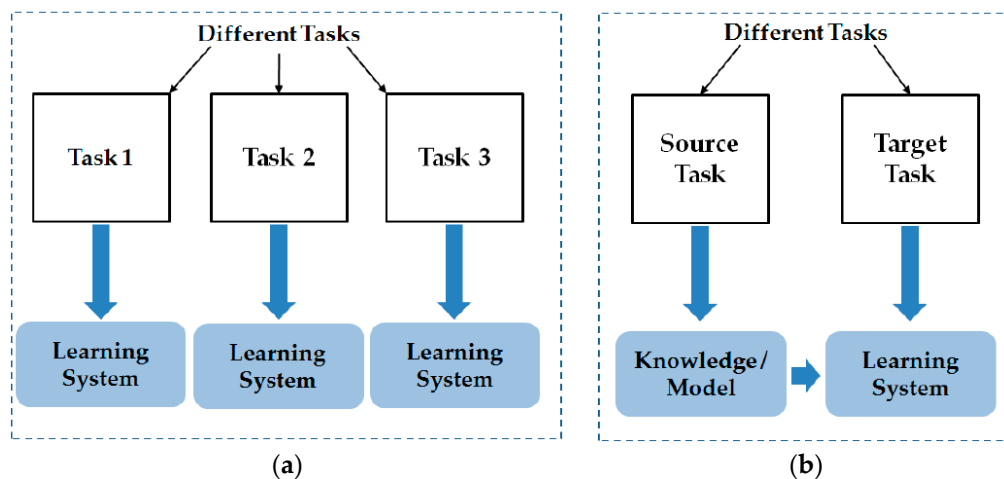 Different Tasks
Task 1
Task 2
Task 3
Learning
System
Learning
System
Learning
System
(a)
Different Tasks
Source
Task
Target
Task
Knowledge/
Model
Learning
System
(b)